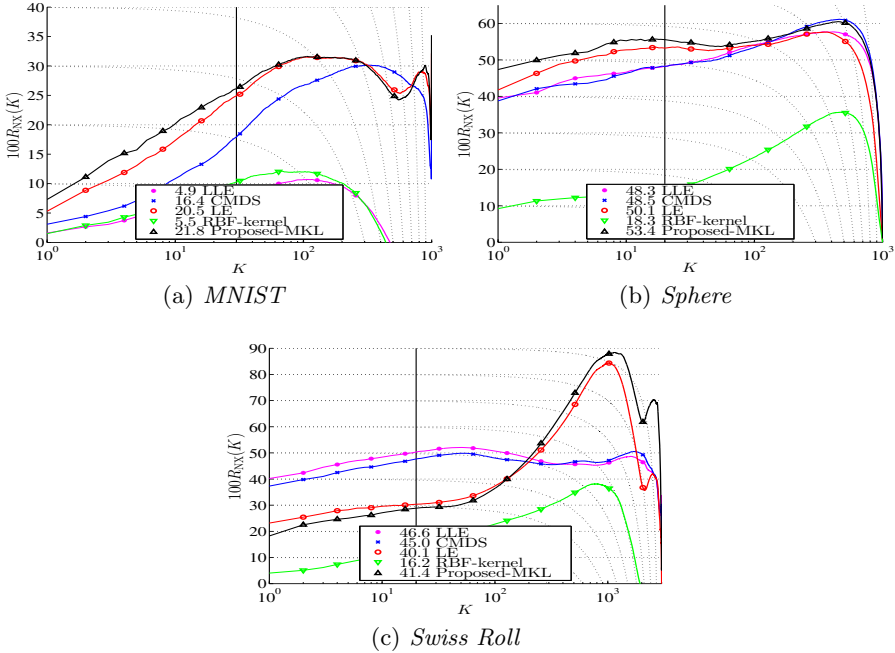 40
35
30
25
20
15
10
5
0
100R_NX(K)
4.9 LLE
16.4 CMDS
20.5 LE
5.5 RBF-kernel
21.8 Proposed-MKL
10^0 10^1 10^2 10^3
K
(a) MNIST
60
50
40
30
20
10
0
100R_NX(K)
48.3 LLE
48.5 CMDS
50.1 LE
18.3 RBF-kernel
53.4 Proposed-MKL
10^0 10^1 10^2 10^3
K
(b) Sphere
90
80
70
60
50
40
30
20
10
0
100R_NX(K)
46.6 LLE
45.0 CMDS
40.1 LE
16.2 RBF-kernel
41.4 Proposed-MKL
10^0 10^1 10^2 10^3
K
(c) Swiss Roll